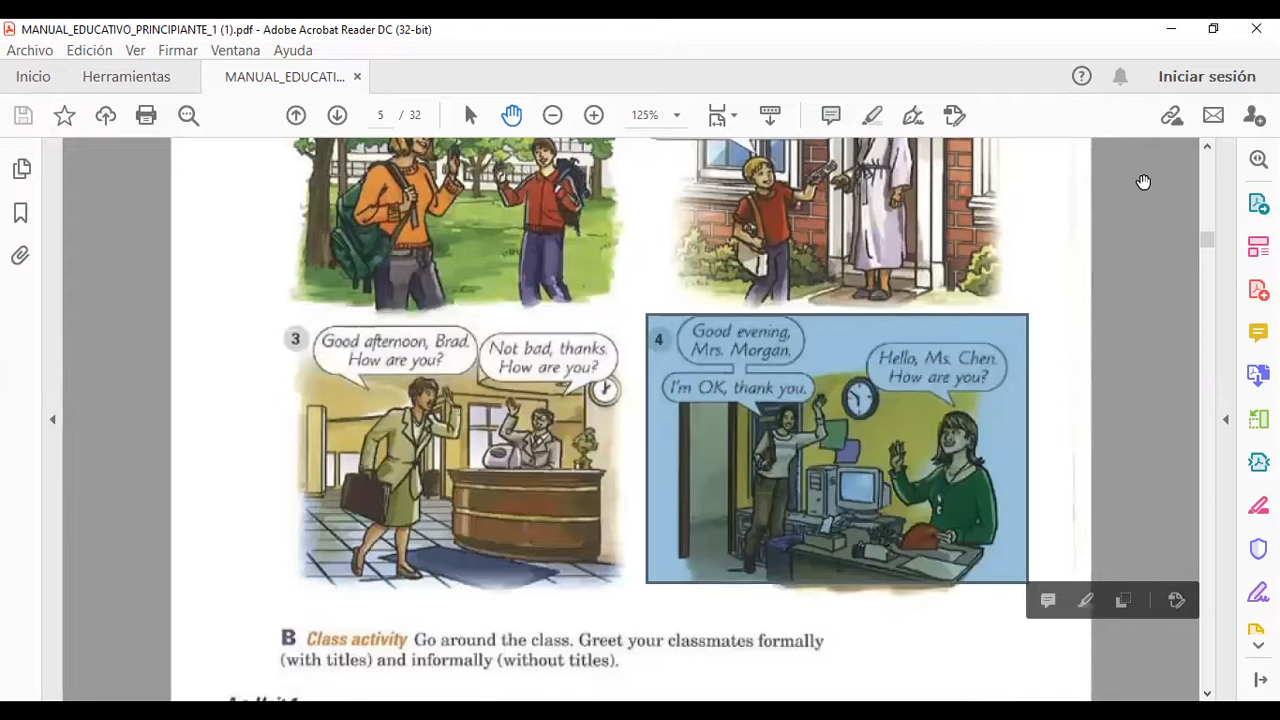 MANUAL_EDUCATIVO_PRINCIPIANTE_1 (1).pdf - Adobe Acrobat Reader DC (32-bit)
Archivo Edición Ver Firmar Ventana Ayuda
Inicio Herramientas MANUAL_EDUCATI... Iniciar sesión
5 / 32 125%
3
Good afternoon, Brad.
How are you?
Not bad, thanks.
How are you?
4
Good evening,
Mrs. Morgan.
Hello, Ms. Chen.
How are you?
I'm OK, thank you.
B Class activity Go around the class. Greet your classmates formally
(with titles) and informally (without titles).